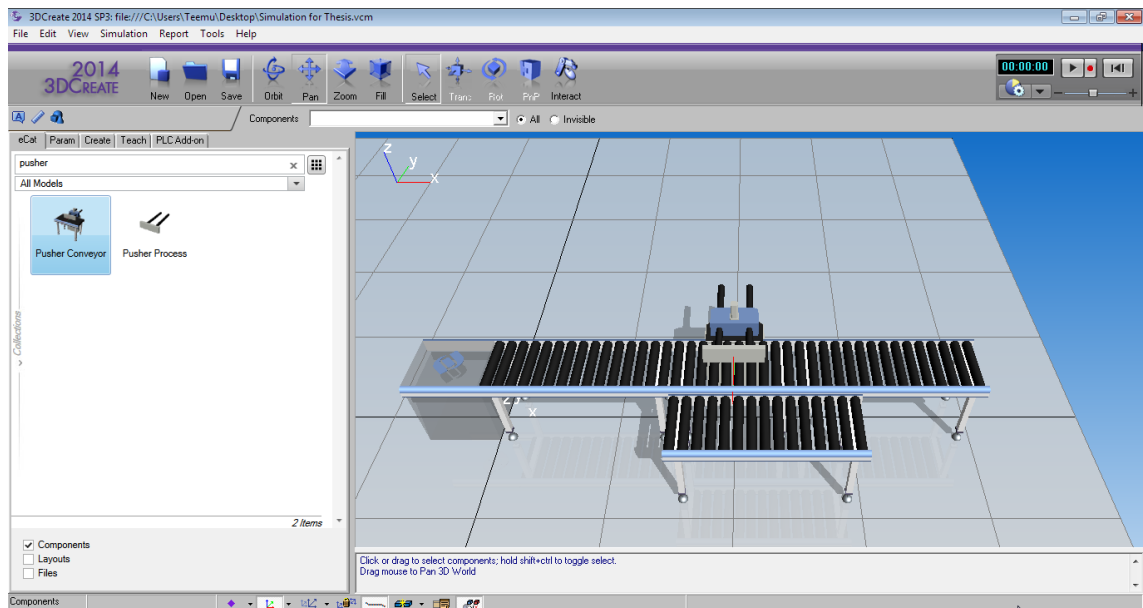 3DCreate 2014 SP3: file:///C:\Users\Teemu\Desktop\Simulation for Thesis.vcm
File Edit View Simulation Report Tools Help
2014
3DCREATE
New Open Save Orbit Pan Zoom Fill Select Trans Rot PnP Interact
00:00:00
Components All Invisible
eCat Param Create Teach PLC Add-on
pusher
All Models
Pusher Conveyor Pusher Process
Collections
2 Items
Components
Layouts
Files
z
y
x
z y
x
Click or drag to select components; hold shift+ctrl to toggle select.
Drag mouse to Pan 3D World
Components